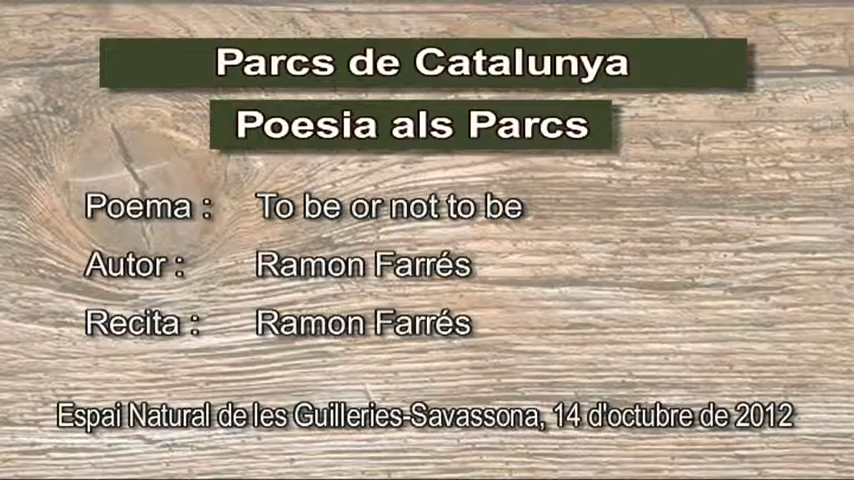 Parcs de Catalunya
Poesia als Parcs
Poema : To be or not to be
Autor : Ramon Farrés
Recita : Ramon Farrés
Espai Natural de les Guilleries-Savassona, 14 d'octubre de 2012